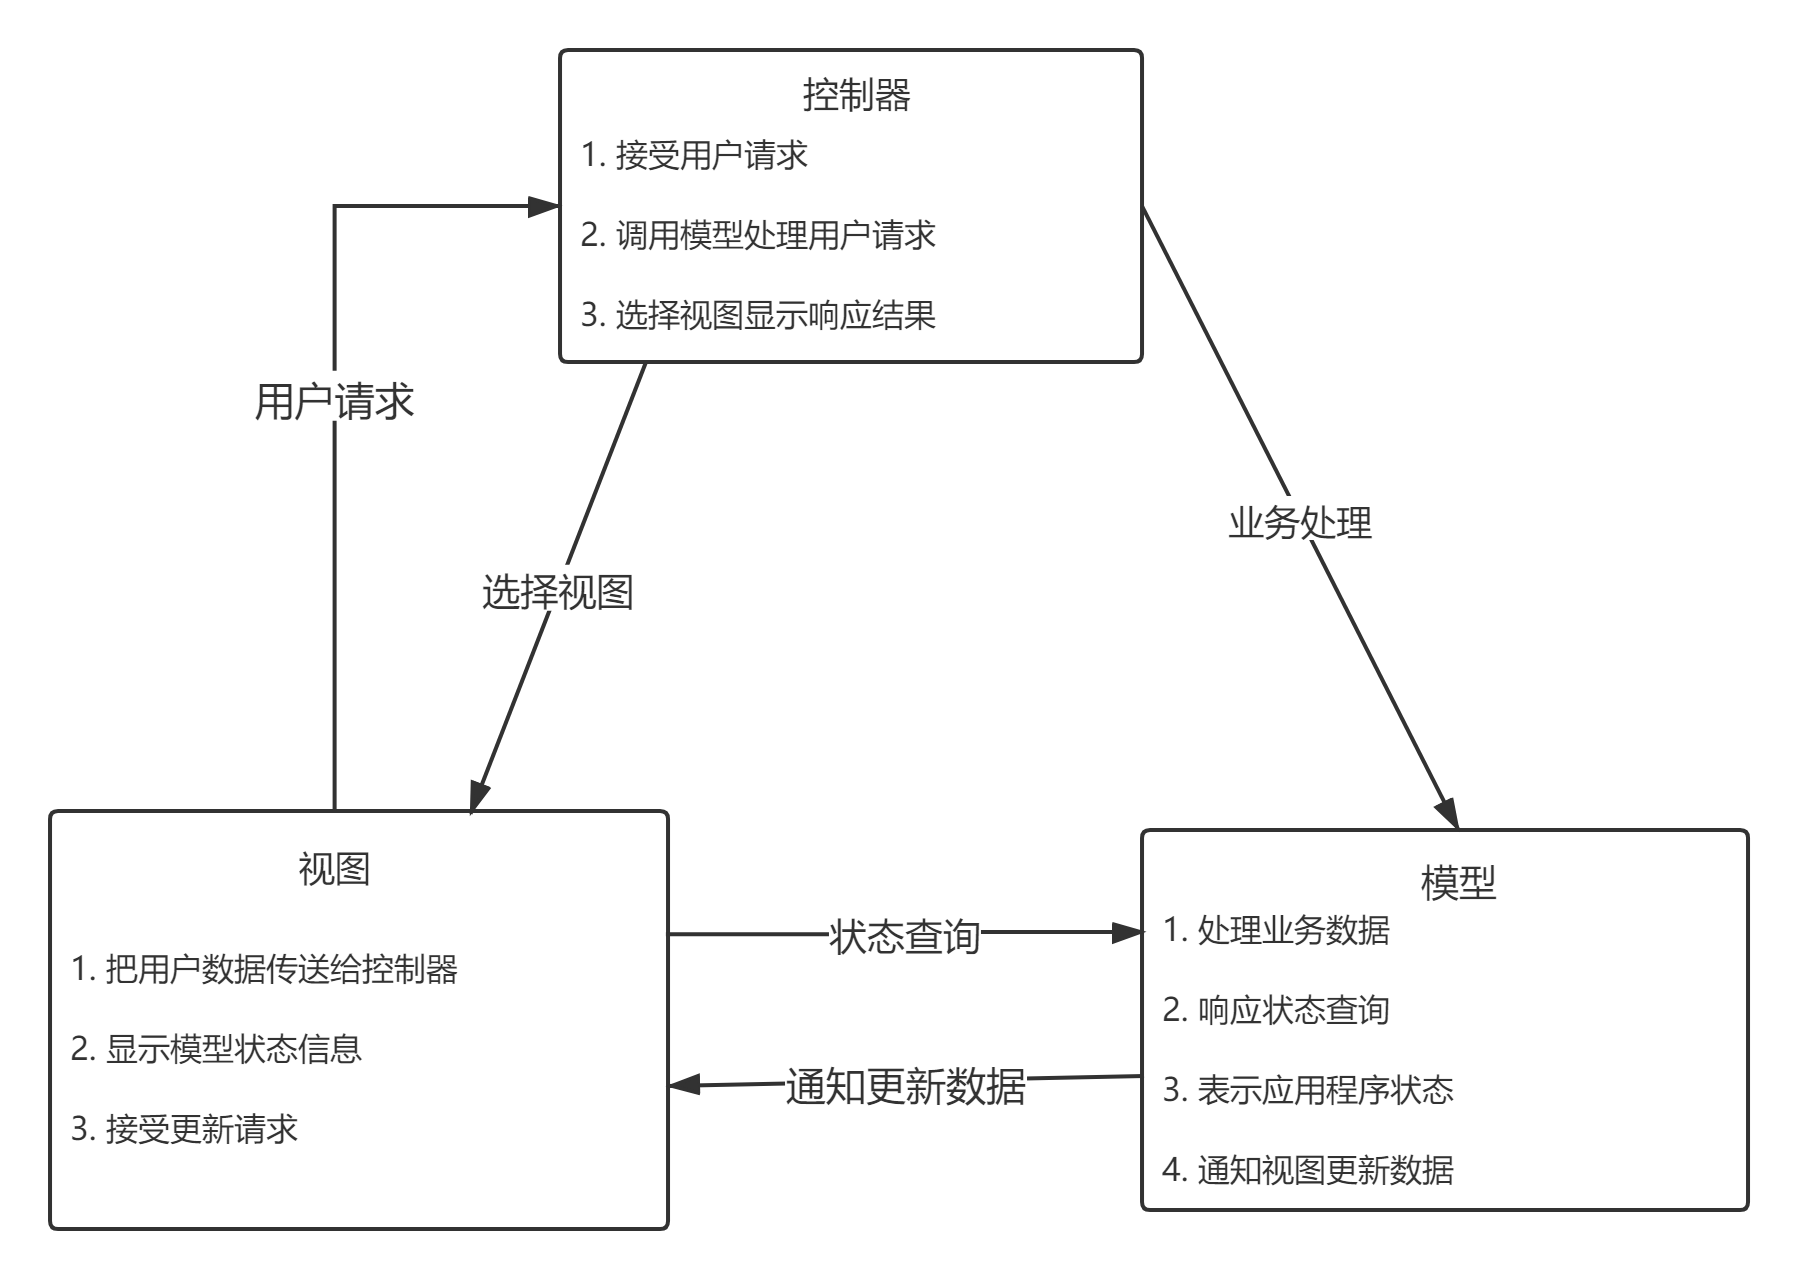 控制器
1. 接受用户请求
2. 调用模型处理用户请求
3. 选择视图显示响应结果
用户请求
业务处理
选择视图
视图
1. 把用户数据传送给控制器
2. 显示模型状态信息
3. 接受更新请求
状态查询
通知更新数据
模型
1. 处理业务数据
2. 响应状态查询
3. 表示应用程序状态
4. 通知视图更新数据